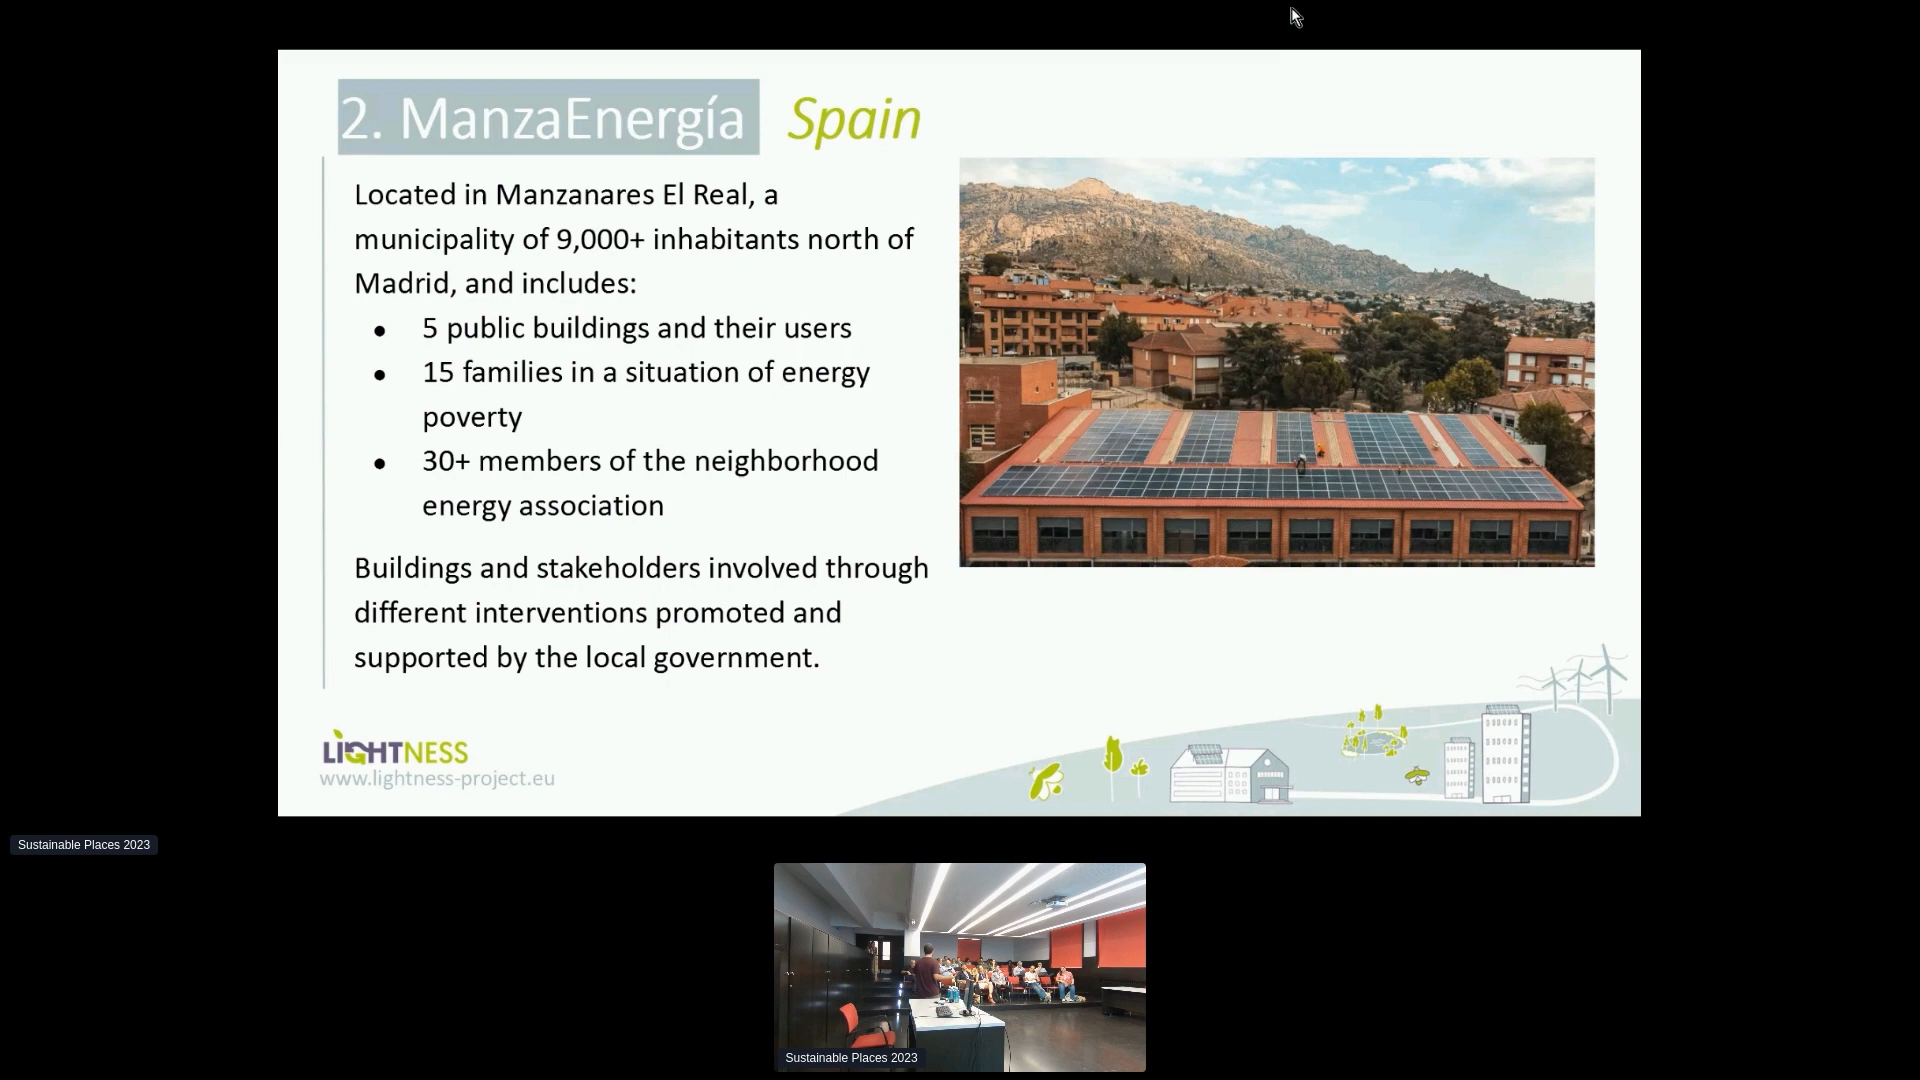 2. ManzaEnergía Spain
Located in Manzanares El Real, a
municipality of 9,000+ inhabitants north of
Madrid, and includes:
● 5 public buildings and their users
● 15 families in a situation of energy
poverty
● 30+ members of the neighborhood
energy association
Buildings and stakeholders involved through
different interventions promoted and
supported by the local government.
LIGHTNESS
www.lightness-project.eu
Sustainable Places 2023
Sustainable Places 2023